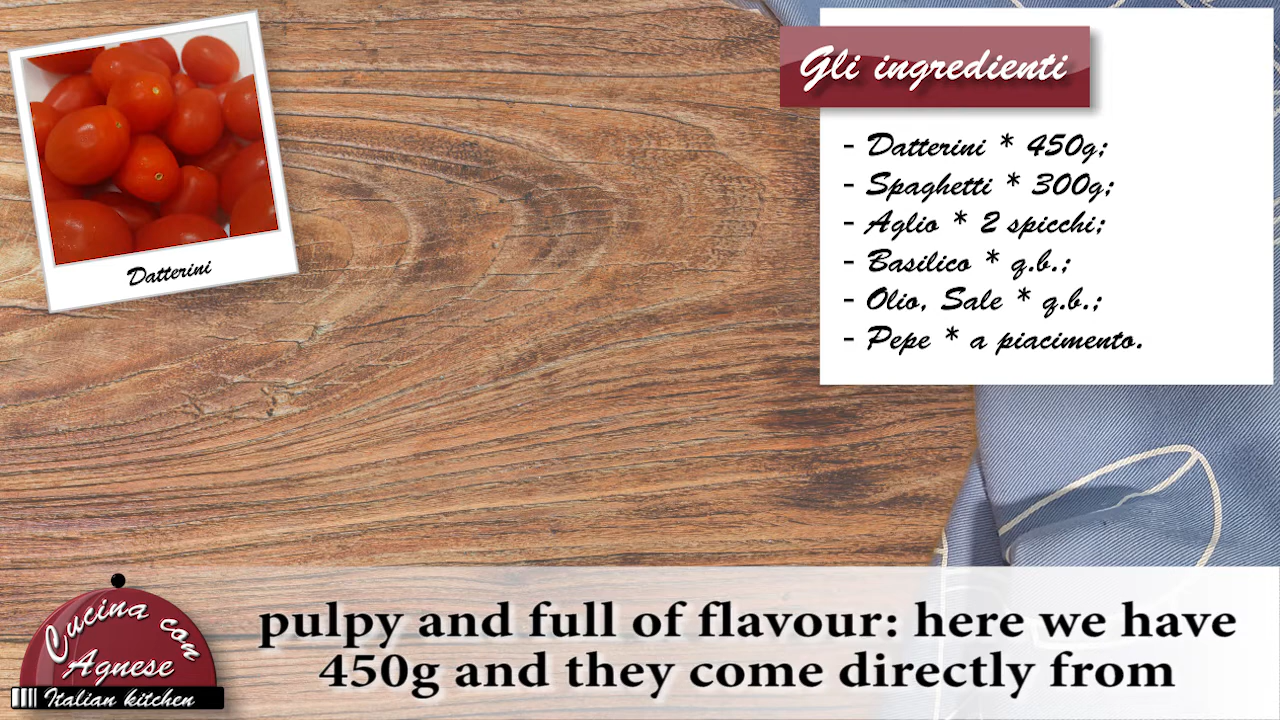 Gli ingredienti
- Datterini * 450g;
- Spaghetti * 300g;
- Aglio * 2 spicchi;
- Basilico * q.b.;
- Olio, Sale * q.b.;
- Pepe * a piacimento.
Datterini
pulpy and full of flavour: here we have
450g and they come directly from
Cucina con
Agnese
Italian kitchen